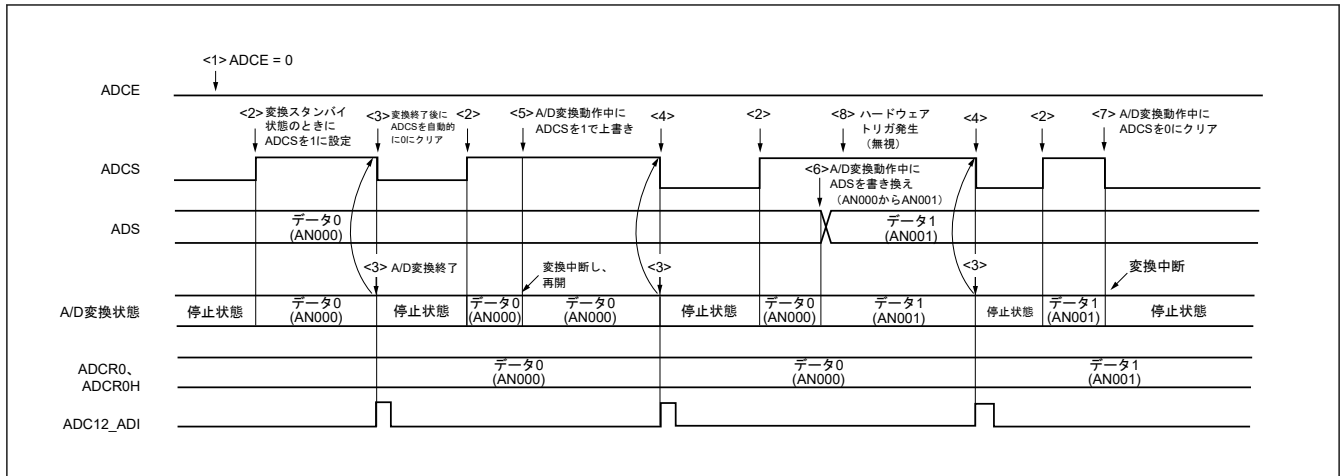 <1> ADCE = 0
ADCE
<2> 変換スタンバイ
状態のときに
ADCSを1に設定
<3> 変換終了後に
ADCSを自動的
に0にクリア
<2>
<5> A/D変換動作中に
ADCSを1で上書き
<4>
<2>
<8> ハードウェア
トリガ発生
(無視)
<4>
<2>
<7> A/D変換動作中に
ADCSを0にクリア
ADCS
<6> A/D変換動作中に
ADSを書き換え
(AN000からAN001)
ADS
データ0
(AN000)
データ1
(AN001)
<3> A/D変換終了
変換中断し、
再開
<3>
<3>
変換中断
A/D変換状態
停止状態
データ0
(AN000)
停止状態
データ0
(AN000)
データ0
(AN000)
停止状態
データ0
(AN000)
データ1
(AN001)
停止状態
データ1
(AN001)
停止状態
ADCR0、
ADCR0H
データ0
(AN000)
データ0
(AN000)
データ1
(AN001)
ADC12_ADI